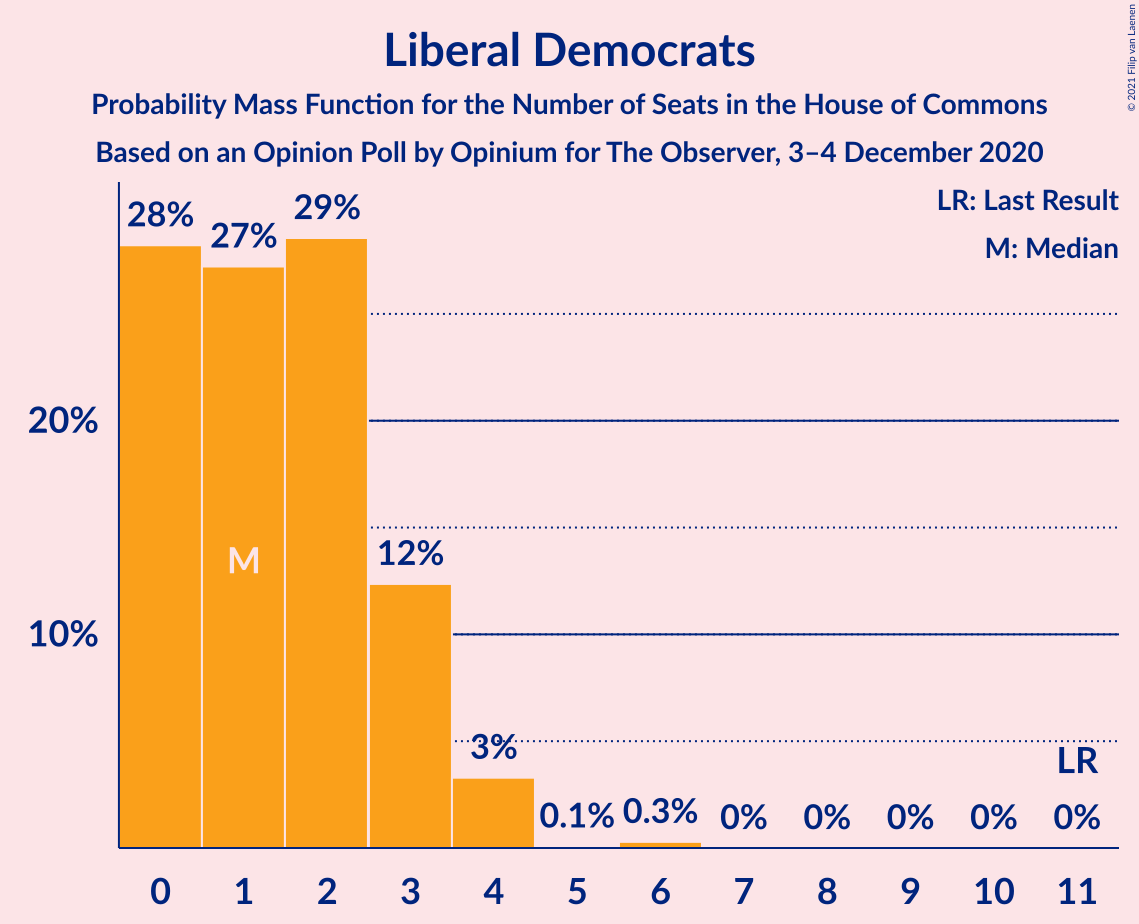 Liberal Democrats
Probability Mass Function for the Number of Seats in the House of Commons
Based on an Opinion Poll by Opinium for The Observer, 3–4 December 2020
© 2021 Filip van Laenen
LR: Last Result
M: Median
28% 27% 29%
20%
M
12%
10%
3%
LR
0.1% 0.3% 0% 0% 0% 0% 0%
0 1 2 3 4 5 6 7 8 9 10 11